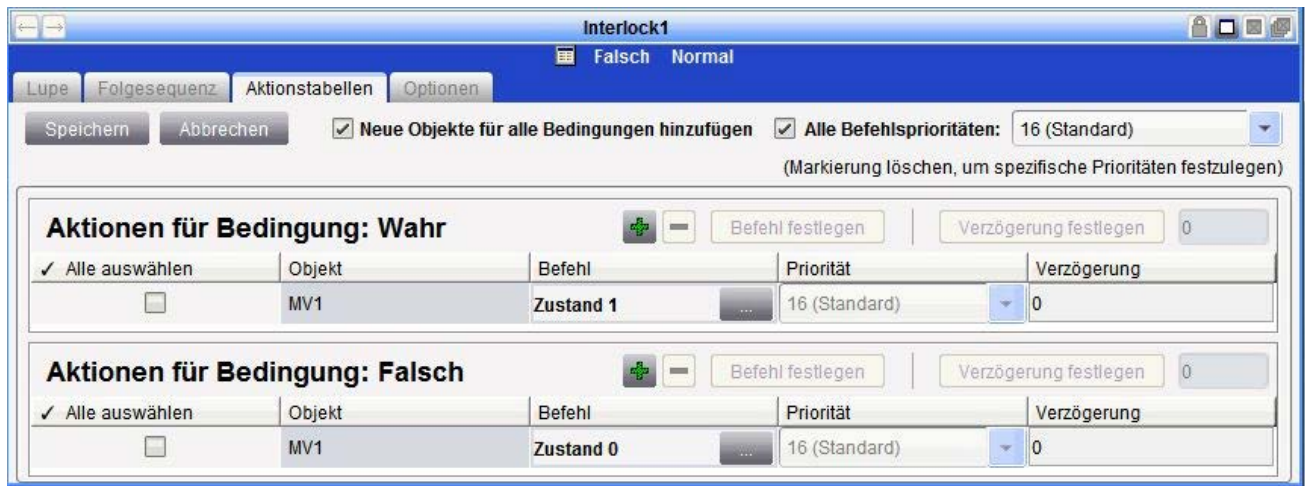 Interlock1
Falsch Normal
Lupe Folgesequenz Aktionstabellen Optionen
Speichern Abbrechen Neue Objekte für alle Bedingungen hinzufügen Alle Befehlsprioritäten: 16 (Standard)
(Markierung löschen, um spezifische Prioritäten festzulegen)
Aktionen für Bedingung: Wahr Befehl festlegen Verzögerung festlegen 0
✓ Alle auswählen Objekt Befehl Priorität Verzögerung
MV1 Zustand 1 ... 16 (Standard) 0
Aktionen für Bedingung: Falsch Befehl festlegen Verzögerung festlegen 0
✓ Alle auswählen Objekt Befehl Priorität Verzögerung
MV1 Zustand 0 ... 16 (Standard) 0